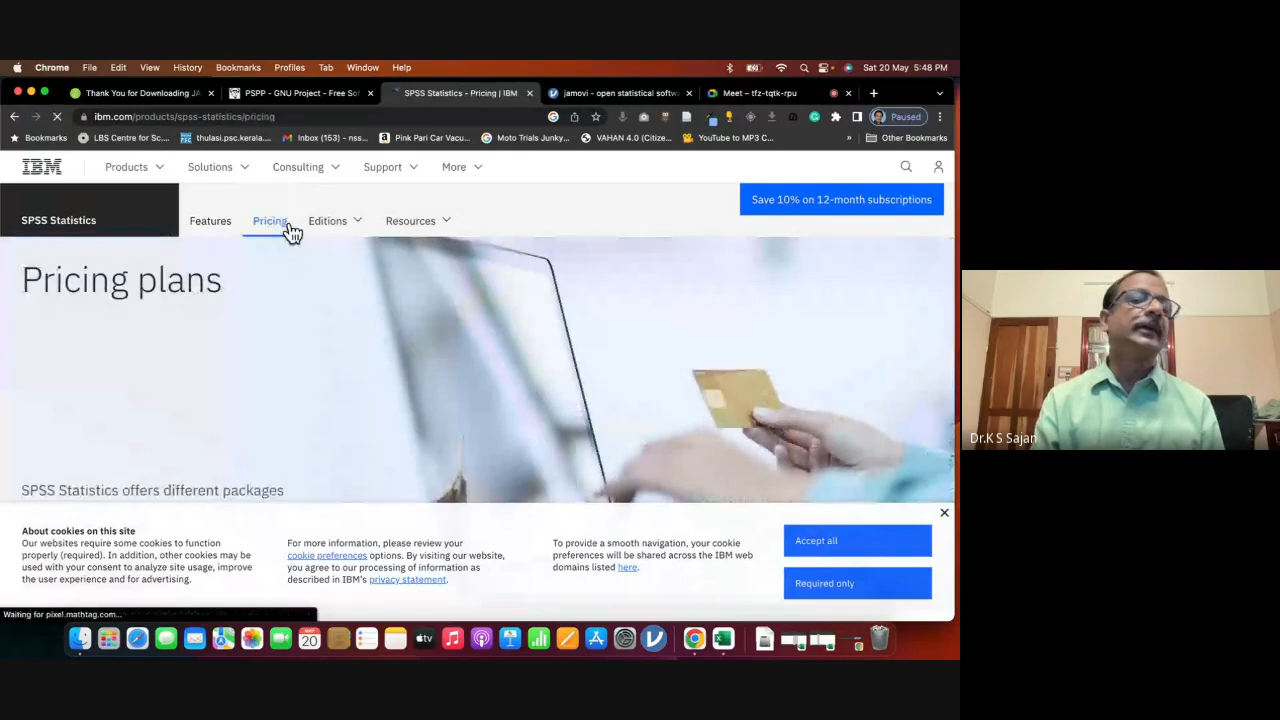 Chrome File Edit View History Bookmarks Profiles Tab Window Help
Sat 20 May 5:48 PM
Thank You for Downloading JA
PSPP - GNU Project - Free Sof
SPSS Statistics - Pricing | IBM
jamovi - open statistical softw
Meet – tfz-tqtk-rpu
ibm.com/products/spss-statistics/pricing
Paused
Bookmarks
LBS Centre for Sc...
thulasi.psc.kerala....
Inbox (153) – nss...
Pink Pari Car Vacu...
Moto Trials Junky...
VAHAN 4.0 (Citize...
YouTube to MP3 C...
»
Other Bookmarks
IBM
Products
Solutions
Consulting
Support
More
SPSS Statistics
Features
Pricing
Editions
Resources
Save 10% on 12-month subscriptions
Pricing plans
SPSS Statistics offers different packages
About cookies on this site
Our websites require some cookies to function
properly (required). In addition, other cookies may be
used with your consent to analyze site usage, improve
the user experience and for advertising.
For more information, please review your
cookie preferences options. By visiting our website,
you agree to our processing of information as
described in IBM's privacy statement.
To provide a smooth navigation, your cookie
preferences will be shared across the IBM web
domains listed here.
Accept all
Required only
Waiting for pixel.mathtag.com...
MAY
20
tv
Dr.K S Sajan